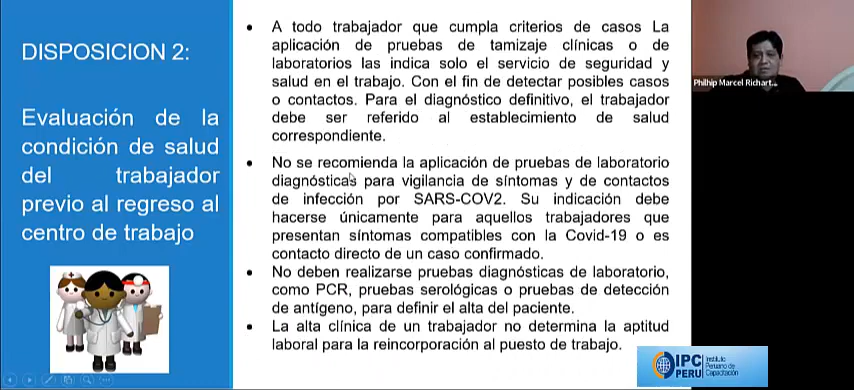 DISPOSICION 2:
Evaluación de la
condición de salud
del trabajador
previo al regreso al
centro de trabajo
• A todo trabajador que cumpla criterios de casos La
aplicación de pruebas de tamizaje clínicas o de
laboratorios las indica solo el servicio de seguridad y
salud en el trabajo. Con el fin de detectar posibles casos
o contactos. Para el diagnóstico definitivo, el trabajador
debe ser referido al establecimiento de salud
correspondiente.
• No se recomienda la aplicación de pruebas de laboratorio
diagnósticas para vigilancia de síntomas y de contactos
de infección por SARS-COV2. Su indicación debe
hacerse únicamente para aquellos trabajadores que
presentan síntomas compatibles con la Covid-19 o es
contacto directo de un caso confirmado.
• No deben realizarse pruebas diagnósticas de laboratorio,
como PCR, pruebas serológicas o pruebas de detección
de antígeno, para definir el alta del paciente.
• La alta clínica de un trabajador no determina la aptitud
laboral para la reincorporación al puesto de trabajo.
Philhip Marcel Richart...
IPC
PERU
Instituto
Peruano de
Capacitación